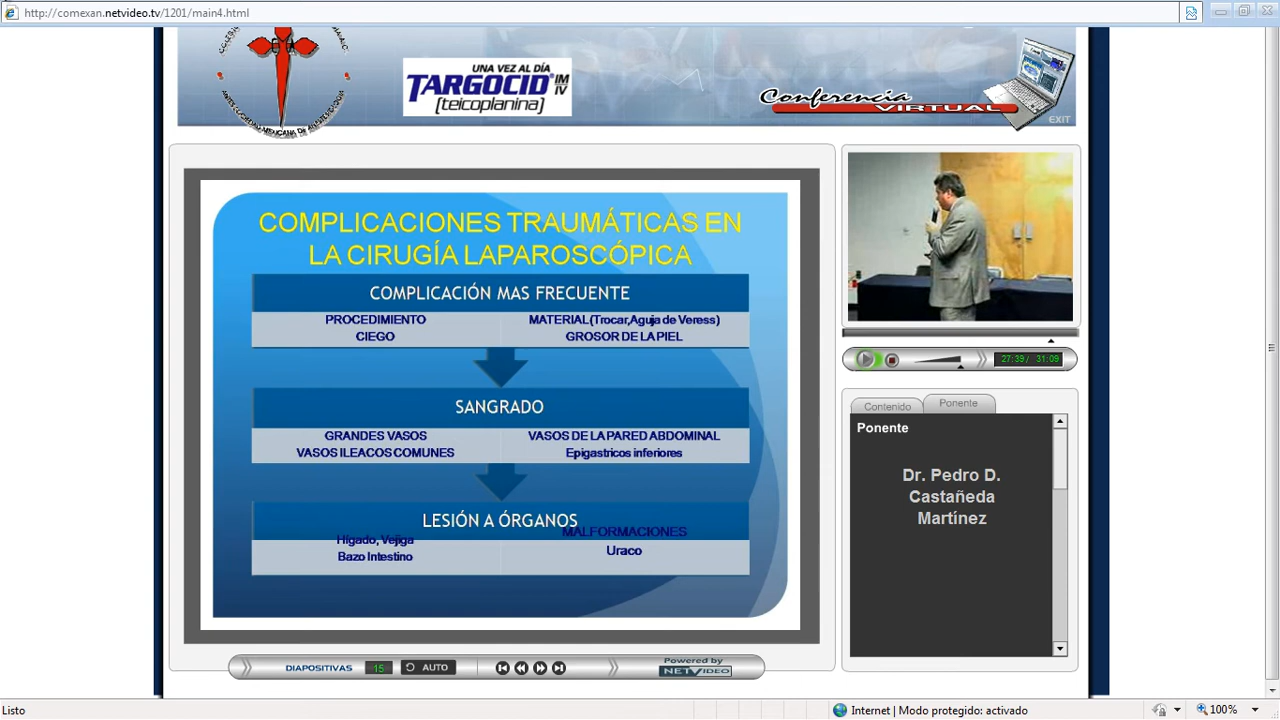 http://comexan.netvideo.tv/1201/main4.html
UNA VEZ AL DÍA
TARGOCID IM IV
[teicoplanina]
Conferencia
VIRTUAL
EXIT
COMPLICACIONES TRAUMÁTICAS EN
LA CIRUGÍA LAPAROSCÓPICA
COMPLICACIÓN MAS FRECUENTE
PROCEDIMIENTO
CIEGO
MATERIAL(Trocar,Aguja de Veress)
GROSOR DE LA PIEL
SANGRADO
GRANDES VASOS
VASOS ILEACOS COMUNES
VASOS DE LA PARED ABDOMINAL
Epigastricos inferiores
LESIÓN A ÓRGANOS
Hígado, Vejiga
Bazo Intestino
MALFORMACIONES
Uraco
27:39 / 31:09
Contenido
Ponente
Ponente
Dr. Pedro D.
Castañeda
Martínez
DIAPOSITIVAS 15 AUTO
Powered by
NETVIDEO
Listo
Internet | Modo protegido: activado
100%